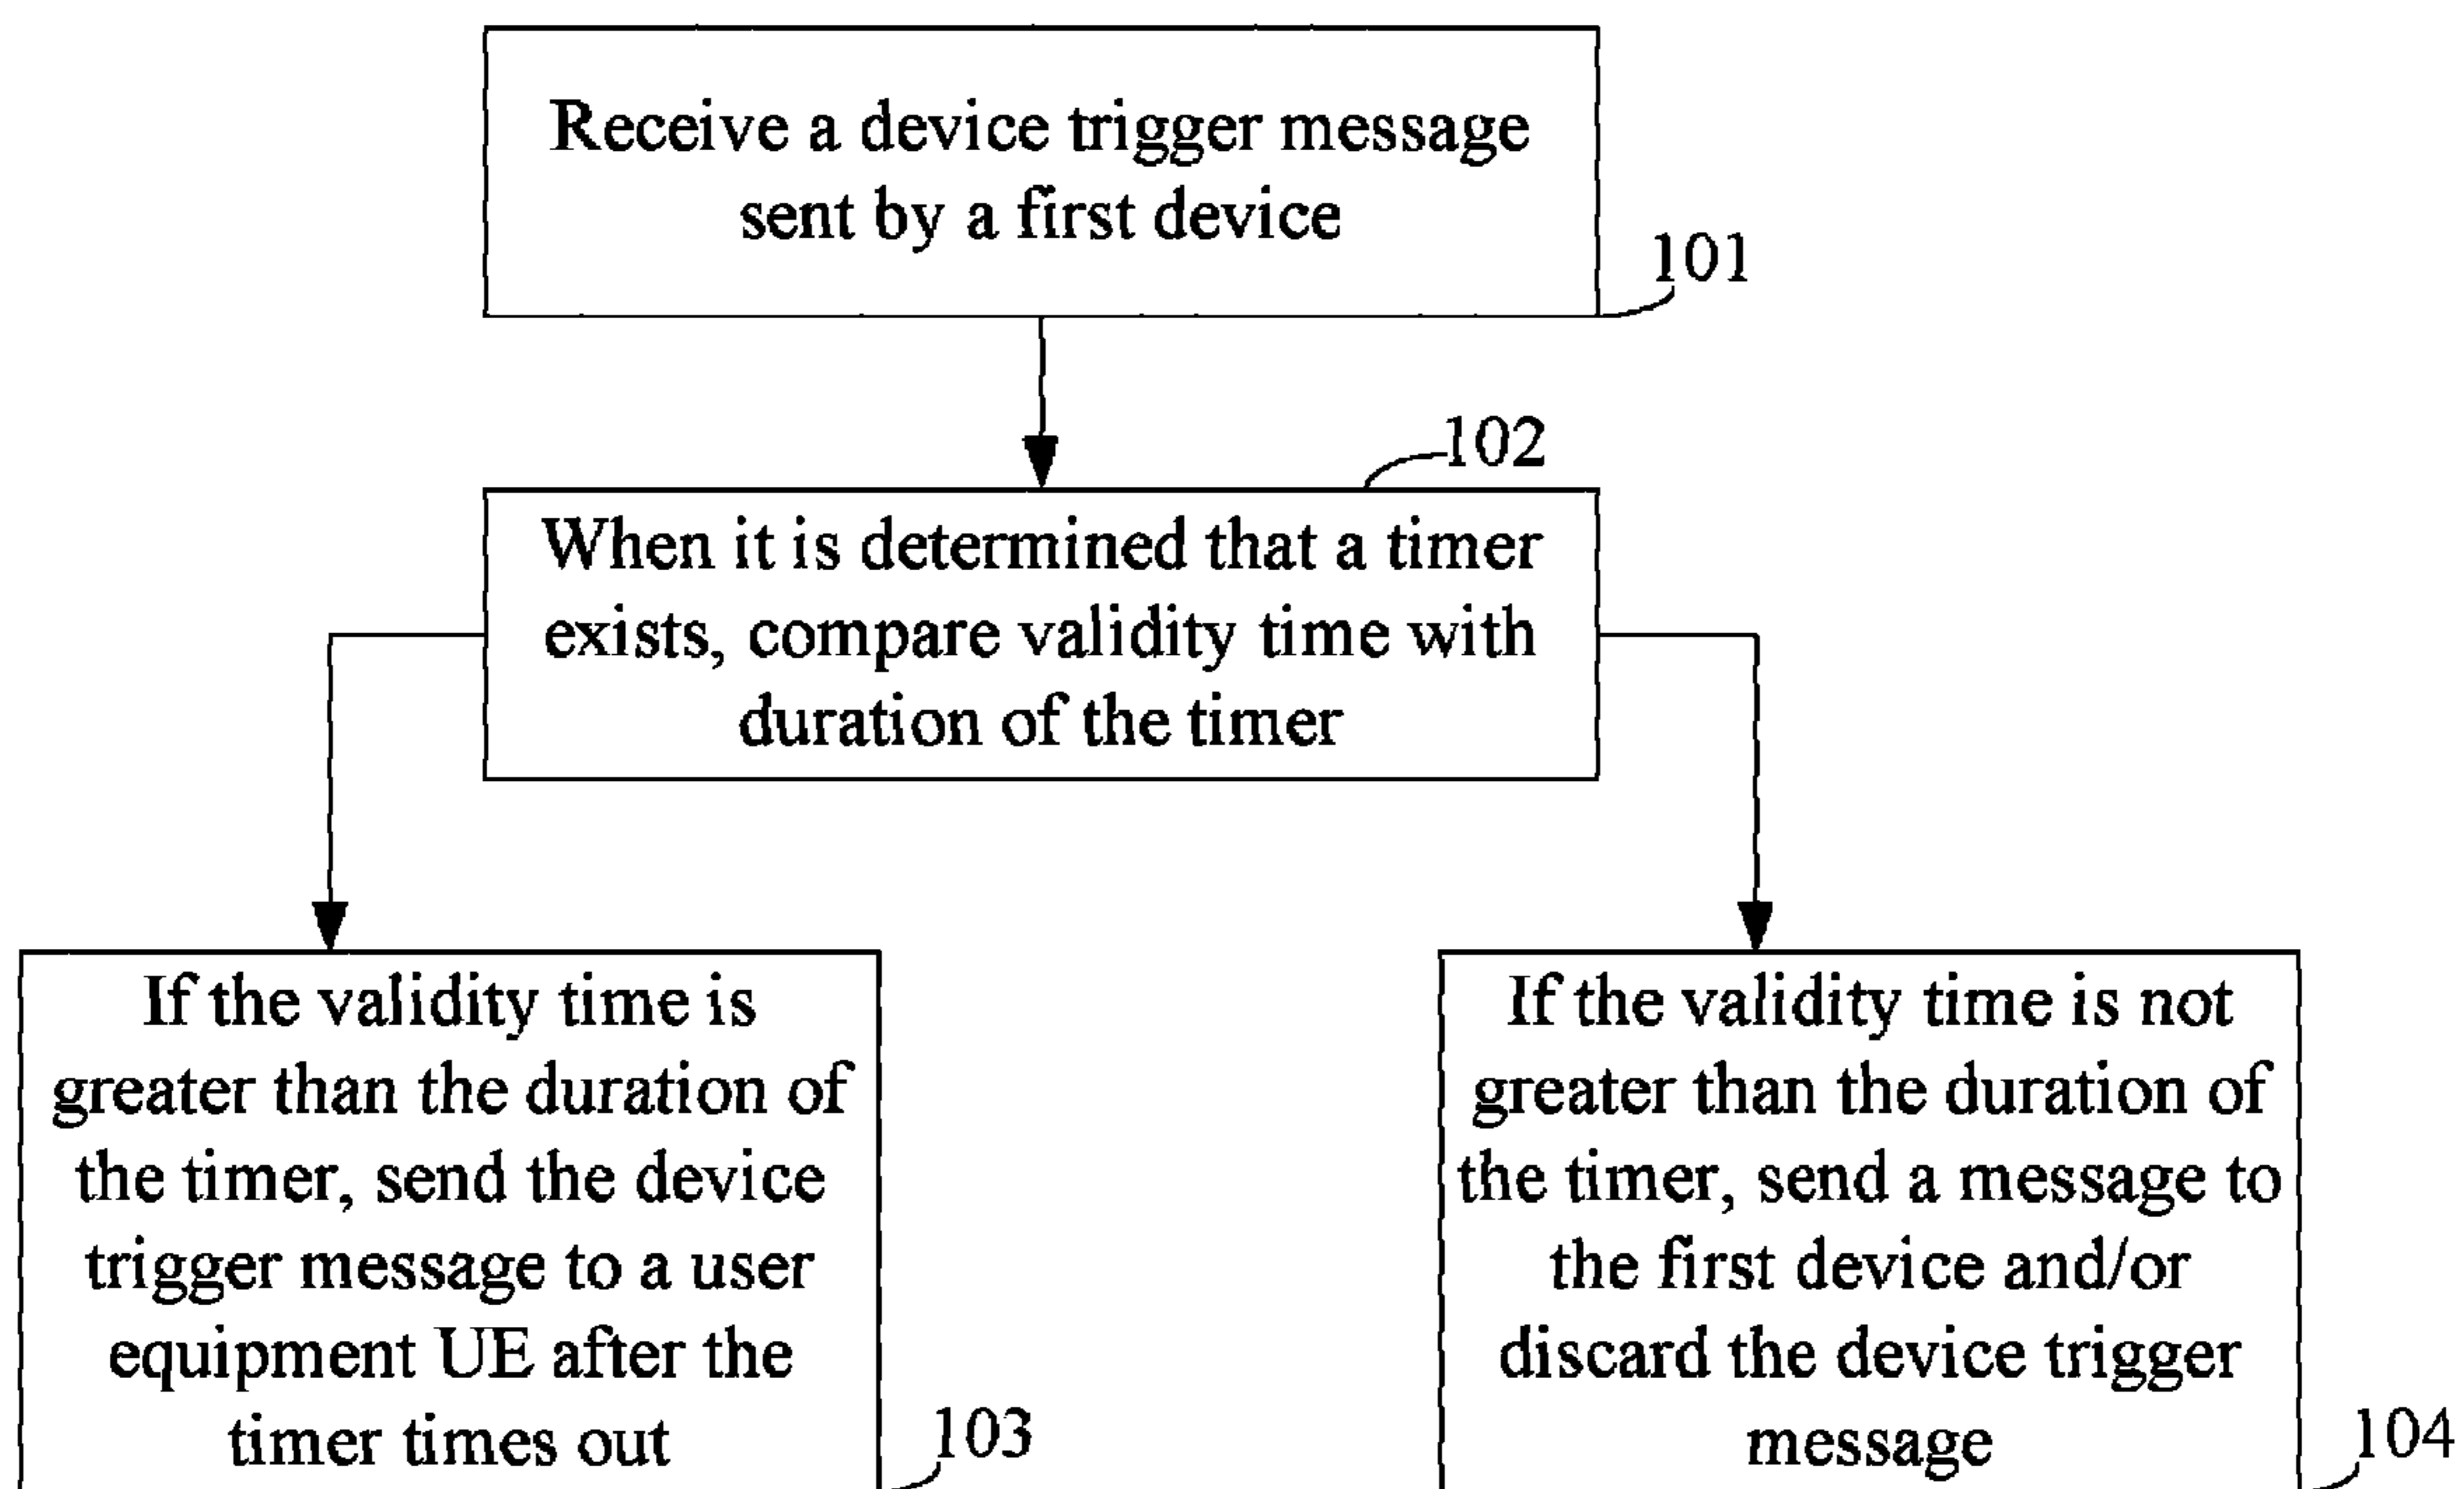 Receive a device trigger message
sent by a first device
101
102
When it is determined that a timer
exists, compare validity time with
duration of the timer
If the validity time is
greater than the duration of
the timer, send the device
trigger message to a user
equipment UE after the
timer times out
103
If the validity time is not
greater than the duration of
the timer, send a message to
the first device and/or
discard the device trigger
message
104